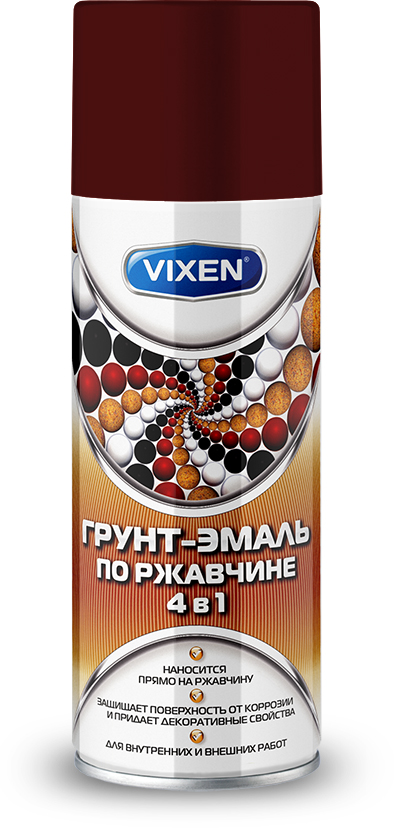 VIXEN®
ГРУНТ-ЭМАЛЬ
ПО РЖАВЧИНЕ
4 в 1
НАНОСИТСЯ
ПРЯМО НА РЖАВЧИНУ
ЗАЩИЩАЕТ ПОВЕРХНОСТЬ ОТ КОРРОЗИИ
И ПРИДАЕТ ДЕКОРАТИВНЫЕ СВОЙСТВА
ДЛЯ ВНУТРЕННИХ И ВНЕШНИХ РАБОТ